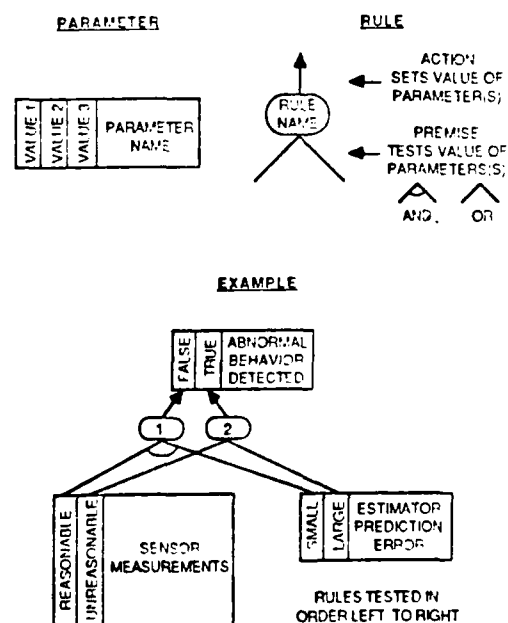 PARAMETER
RULE
VALUE 1
VALUE 2
VALUE 3
PARAMETER
NAME
RULE
NAME
ACTION
SETS VALUE OF
PARAMETER(S)
PREMISE
TESTS VALUE OF
PARAMETERS(S)
AND,
OR
EXAMPLE
FALSE
TRUE
ABNORMAL
BEHAVIOR
DETECTED
1
2
REASONABLE
UNREASONABLE
SENSOR
MEASUREMENTS
SMALL
LARGE
ESTIMATOR
PREDICTION
ERROR
RULES TESTED IN
ORDER LEFT TO RIGHT